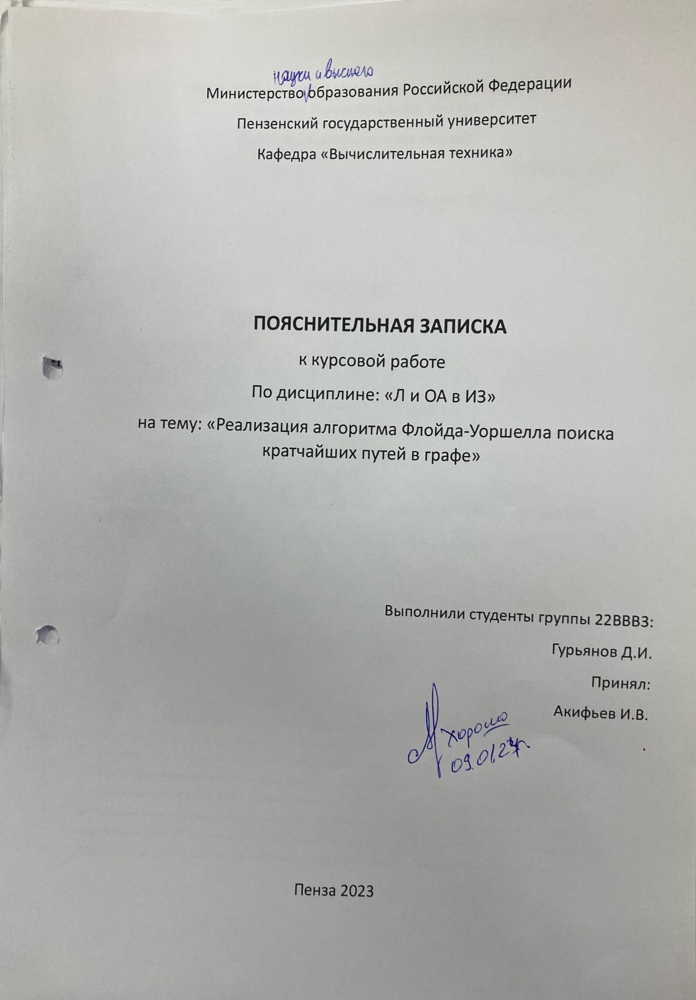 науки и высшего
Министерство образования Российской Федерации
Пензенский государственный университет
Кафедра «Вычислительная техника»
ПОЯСНИТЕЛЬНАЯ ЗАПИСКА
к курсовой работе
По дисциплине: «Л и ОА в ИЗ»
на тему: «Реализация алгоритма Флойда-Уоршелла поиска
кратчайших путей в графе»
Выполнили студенты группы 22ВВВ3:
Гурьянов Д.И.
Принял:
Акифьев И.В.
хорошо
09.01.24г
Пенза 2023